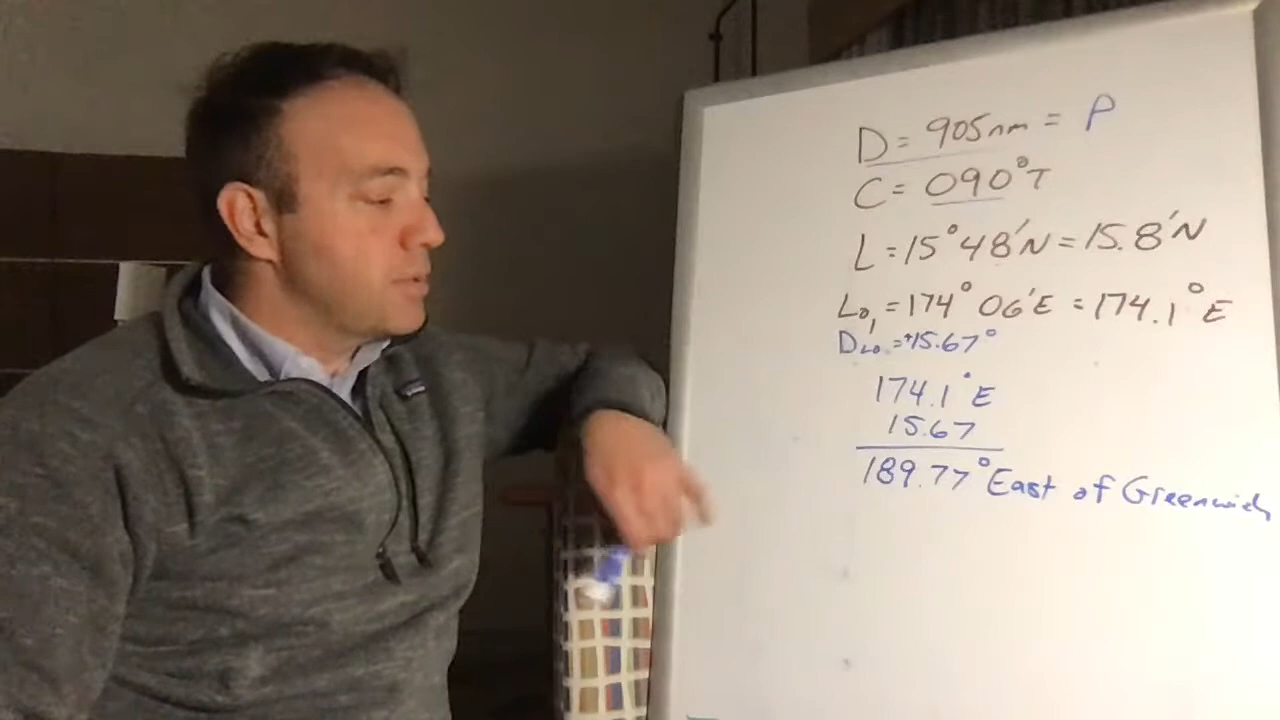 D = 905nm = P
C = 090°T
L = 15°48'N = 15.8'N
Lo₁ = 174° 06'E = 174.1°E
DLo = +15.67°
174.1°E
15.67
189.77° East of Greenwich